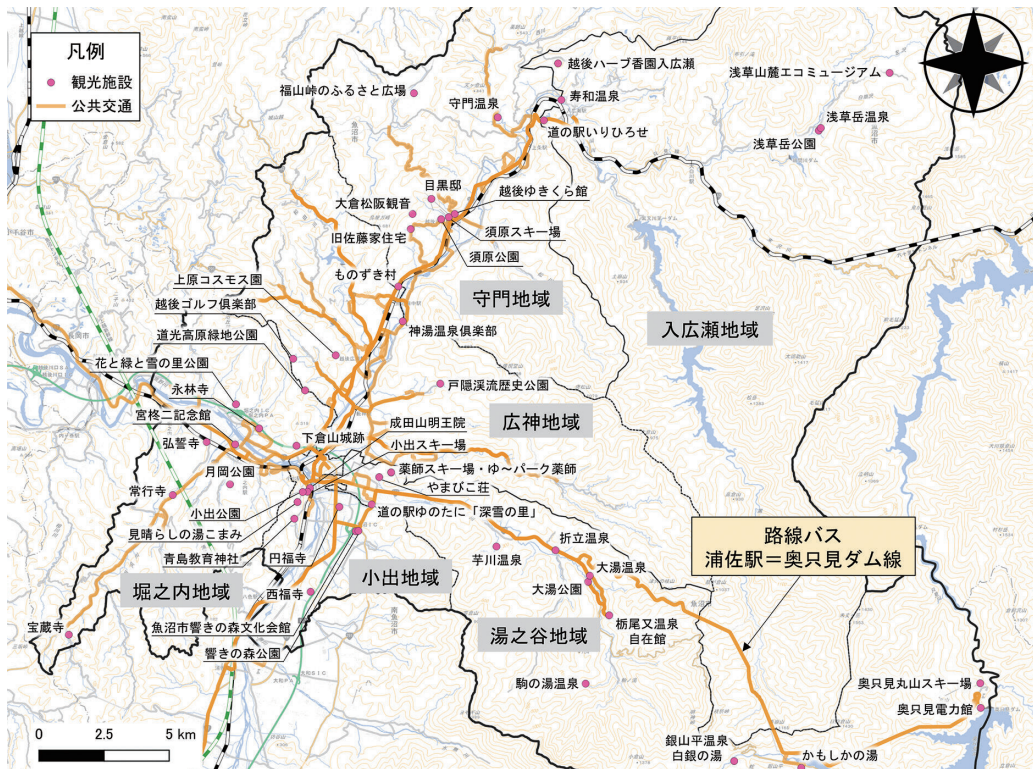 凡例
観光施設
公共交通
越後ハーブ香園入広瀬
浅草山麓エコミュージアム
福山峠のふるさと広場
守門温泉
寿和温泉
道の駅いりひろせ
浅草岳温泉
浅草岳公園
目黒邸
越後ゆきくら館
大倉松阪観音
旧佐藤家住宅
須原スキー場
須原公園
ものずき村
上原コスモス園
守門地域
越後ゴルフ倶楽部
神湯温泉倶楽部
入広瀬地域
道光高原緑地公園
花と緑と雪の里公園
戸隠渓流歴史公園
永林寺
広神地域
宮柊二記念館
成田山明王院
下倉山城跡
小出スキー場
弘誓寺
薬師スキー場・ゆ~パーク薬師
月岡公園
やまびこ荘
常行寺
小出公園
道の駅ゆのたに「深雪の里」
見晴らしの湯こまみ
路線バス
浦佐駅=奥只見ダム線
青島教育神社
円福寺
芋川温泉
折立温泉
大湯温泉
大湯公園
堀之内地域
小出地域
西福寺
宝蔵寺
魚沼市響きの森文化会館
湯之谷地域
栃尾又温泉
自在館
響きの森公園
駒の湯温泉
奥只見丸山スキー場
奥只見電力館
銀山平温泉
白銀の湯
かもしかの湯
0 2.5 5 km